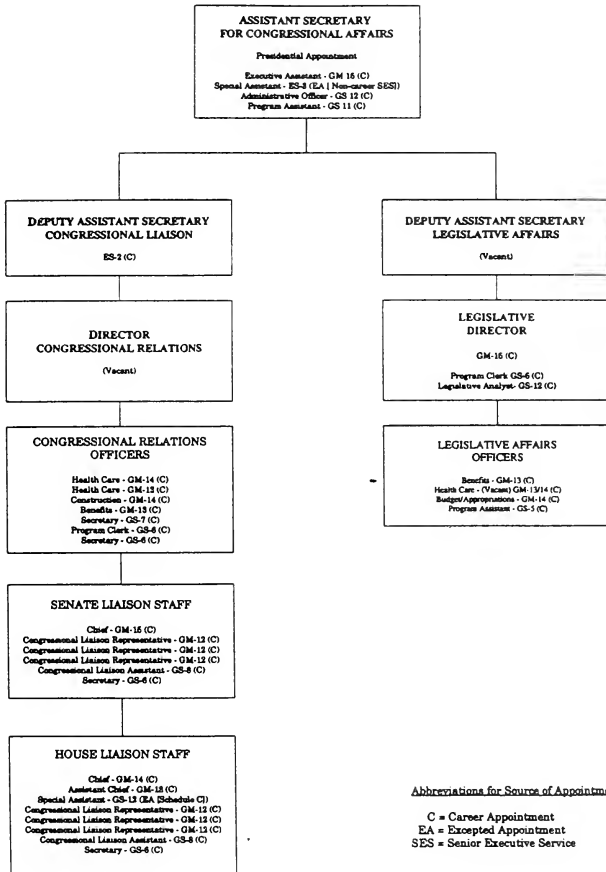 ASSISTANT SECRETARY
FOR CONGRESSIONAL AFFAIRS
Presidential Appointment
Executive Assistant - GM 15 (C)
Special Assistant - ES-3 (EA [Non-career SES])
Administrative Officer - GS 12 (C)
Program Assistant - GS 11 (C)
DEPUTY ASSISTANT SECRETARY
CONGRESSIONAL LIAISON
ES-2 (C)
DIRECTOR
CONGRESSIONAL RELATIONS
(Vacant)
CONGRESSIONAL RELATIONS
OFFICERS
Health Care - GM-14 (C)
Health Care - GM-13 (C)
Construction - GM-14 (C)
Benefits - GM-13 (C)
Secretary - GS-7 (C)
Program Clerk - GS-6 (C)
Secretary - GS-6 (C)
SENATE LIAISON STAFF
Chief - GM-15 (C)
Congressional Liaison Representative - GM-12 (C)
Congressional Liaison Representative - GM-12 (C)
Congressional Liaison Representative - GM-12 (C)
Congressional Liaison Assistant - GS-8 (C)
Secretary - GS-6 (C)
HOUSE LIAISON STAFF
Chief - GM-14 (C)
Assistant Chief - GM-13 (C)
Special Assistant - GS-12 (EA [Schedule C])
Congressional Liaison Representative - GM-12 (C)
Congressional Liaison Representative - GM-12 (C)
Congressional Liaison Representative - GM-12 (C)
Congressional Liaison Assistant - GS-8 (C)
Secretary - GS-6 (C)
DEPUTY ASSISTANT SECRETARY
LEGISLATIVE AFFAIRS
(Vacant)
LEGISLATIVE
DIRECTOR
GM-15 (C)
Program Clerk GS-6 (C)
Legislative Analyst- GS-12 (C)
LEGISLATIVE AFFAIRS
OFFICERS
Benefits - GM-13 (C)
Health Care - (Vacant) GM-13/14 (C)
Budget/Appropriations - GM-14 (C)
Program Assistant - GS-5 (C)
Abbreviations for Source of Appointme
C = Career Appointment
EA = Excepted Appointment
SES = Senior Executive Service